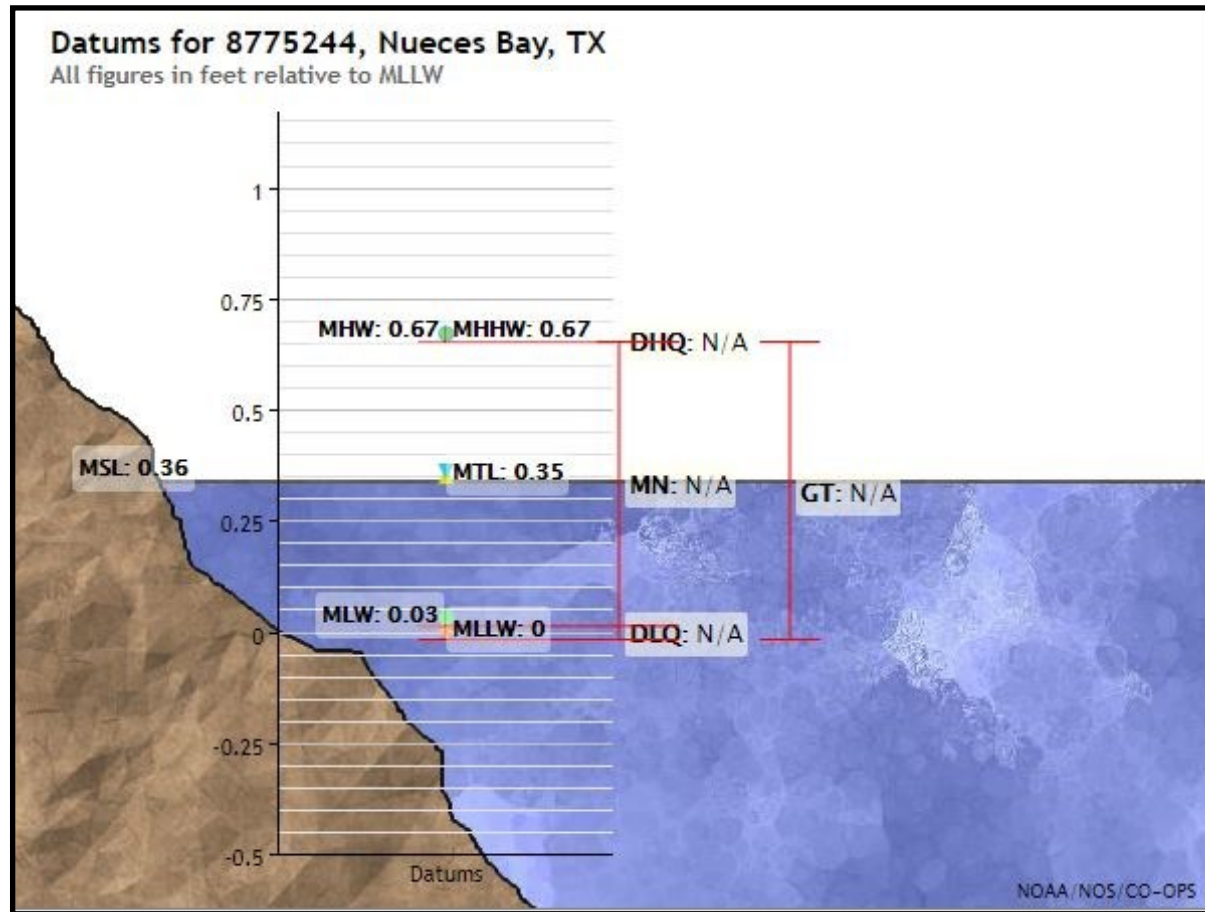 Datums for 8775244, Nueces Bay, TX
All figures in feet relative to MLLW
1
0.75
MHW: 0.67 MHHW: 0.67
DHQ: N/A
0.5
MSL: 0.36
MTL: 0.35
MN: N/A
GT: N/A
0.25
MLW: 0.03
MLLW: 0
DLQ: N/A
0
-0.25
-0.5
Datums
NOAA/NOS/CO-OPS